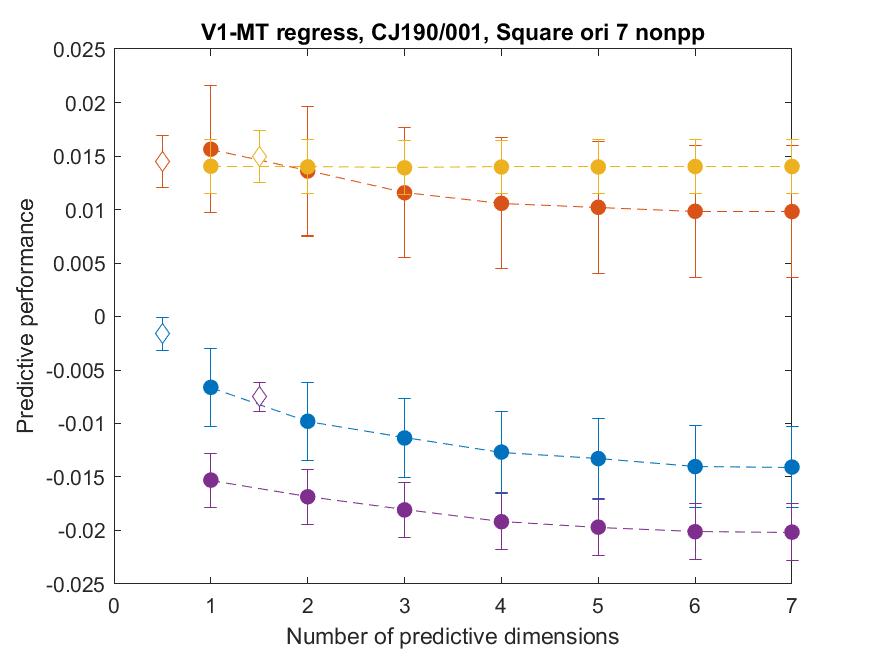 V1-MT regress, CJ190/001, Square ori 7 nonpp
0.025
0.02
0.015
0.01
0.005
0
-0.005
-0.01
-0.015
-0.02
-0.025
Predictive performance
0 1 2 3 4 5 6 7
Number of predictive dimensions